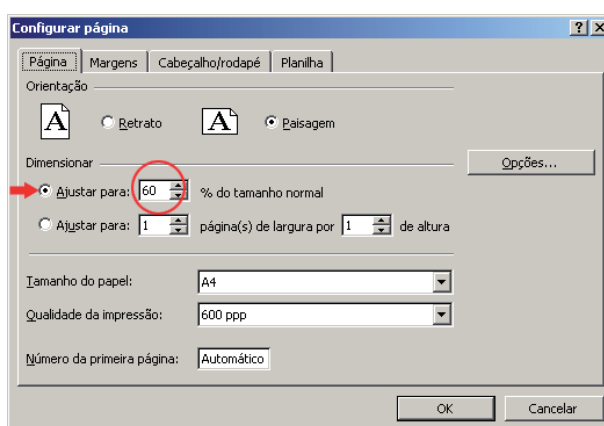 Configurar página
Página Margens Cabeçalho/rodapé Planilha
Orientação
A Retrato A Paisagem
Dimensionar
Opções...
Ajustar para: 60 % do tamanho normal
Ajustar para: 1 página(s) de largura por 1 de altura
Tamanho do papel: A4
Qualidade da impressão: 600 ppp
Número da primeira página: Automático
OK Cancelar